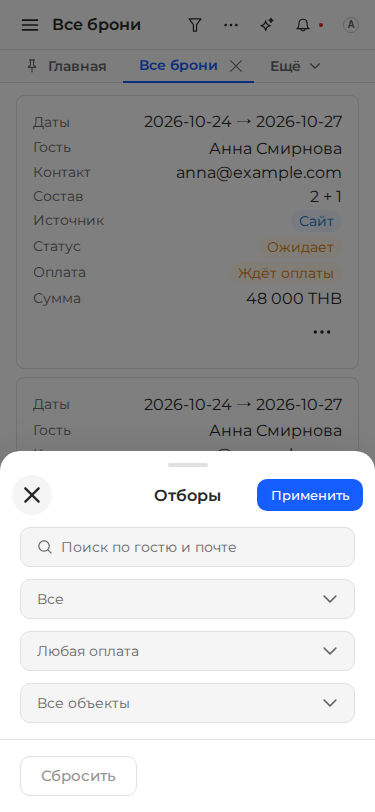 Все брони
A
Главная
Все брони
Ещё
Даты 2026-10-24 → 2026-10-27
Гость Анна Смирнова
Контакт anna@example.com
Состав 2 + 1
Источник Сайт
Статус Ожидает
Оплата Ждёт оплаты
Сумма 48 000 THB
Даты 2026-10-24 → 2026-10-27
Гость Анна Смирнова
Отборы
Применить
Поиск по гостю и почте
Все
Любая оплата
Все объекты
Сбросить